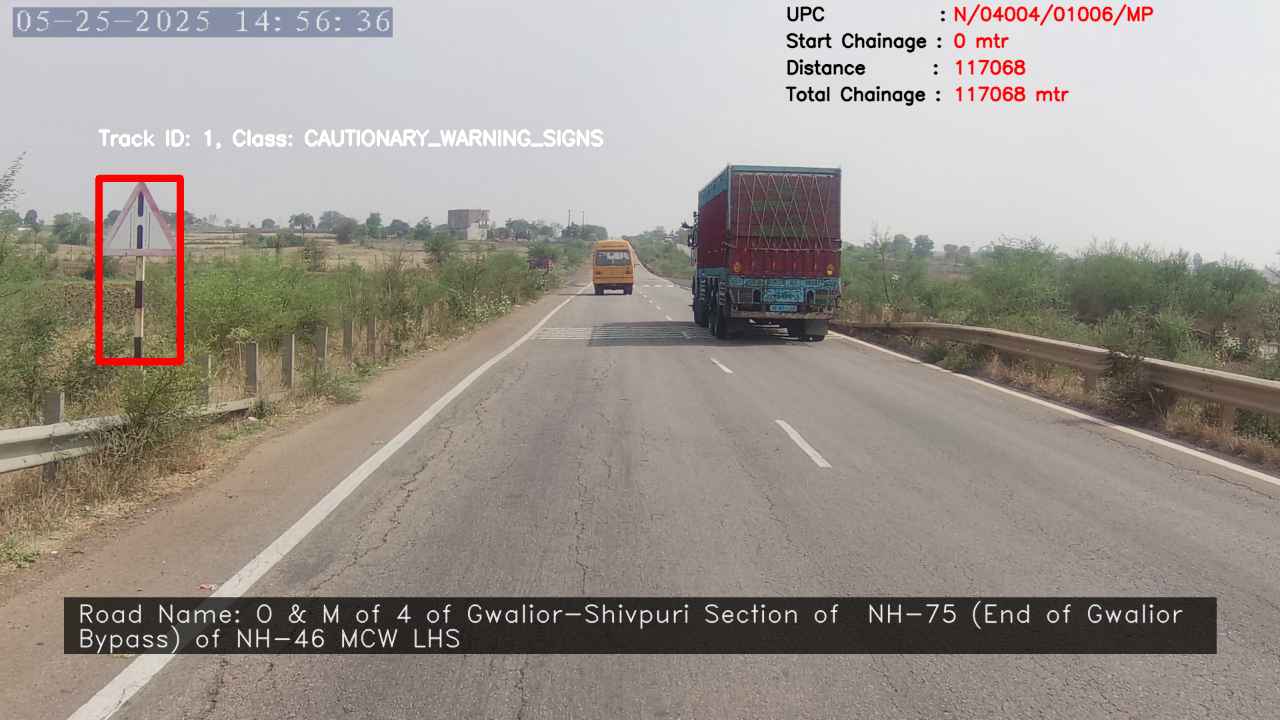 05-25-2025 14:56:36
UPC : N/04004/01006/MP
Start Chainage : 0 mtr
Distance : 117068
Total Chainage : 117068 mtr
Track ID: 1, Class: CAUTIONARY_WARNING_SIGNS
Road Name: O & M of 4 of Gwalior-Shivpuri Section of NH-75 (End of Gwalior
Bypass) of NH-46 MCW LHS